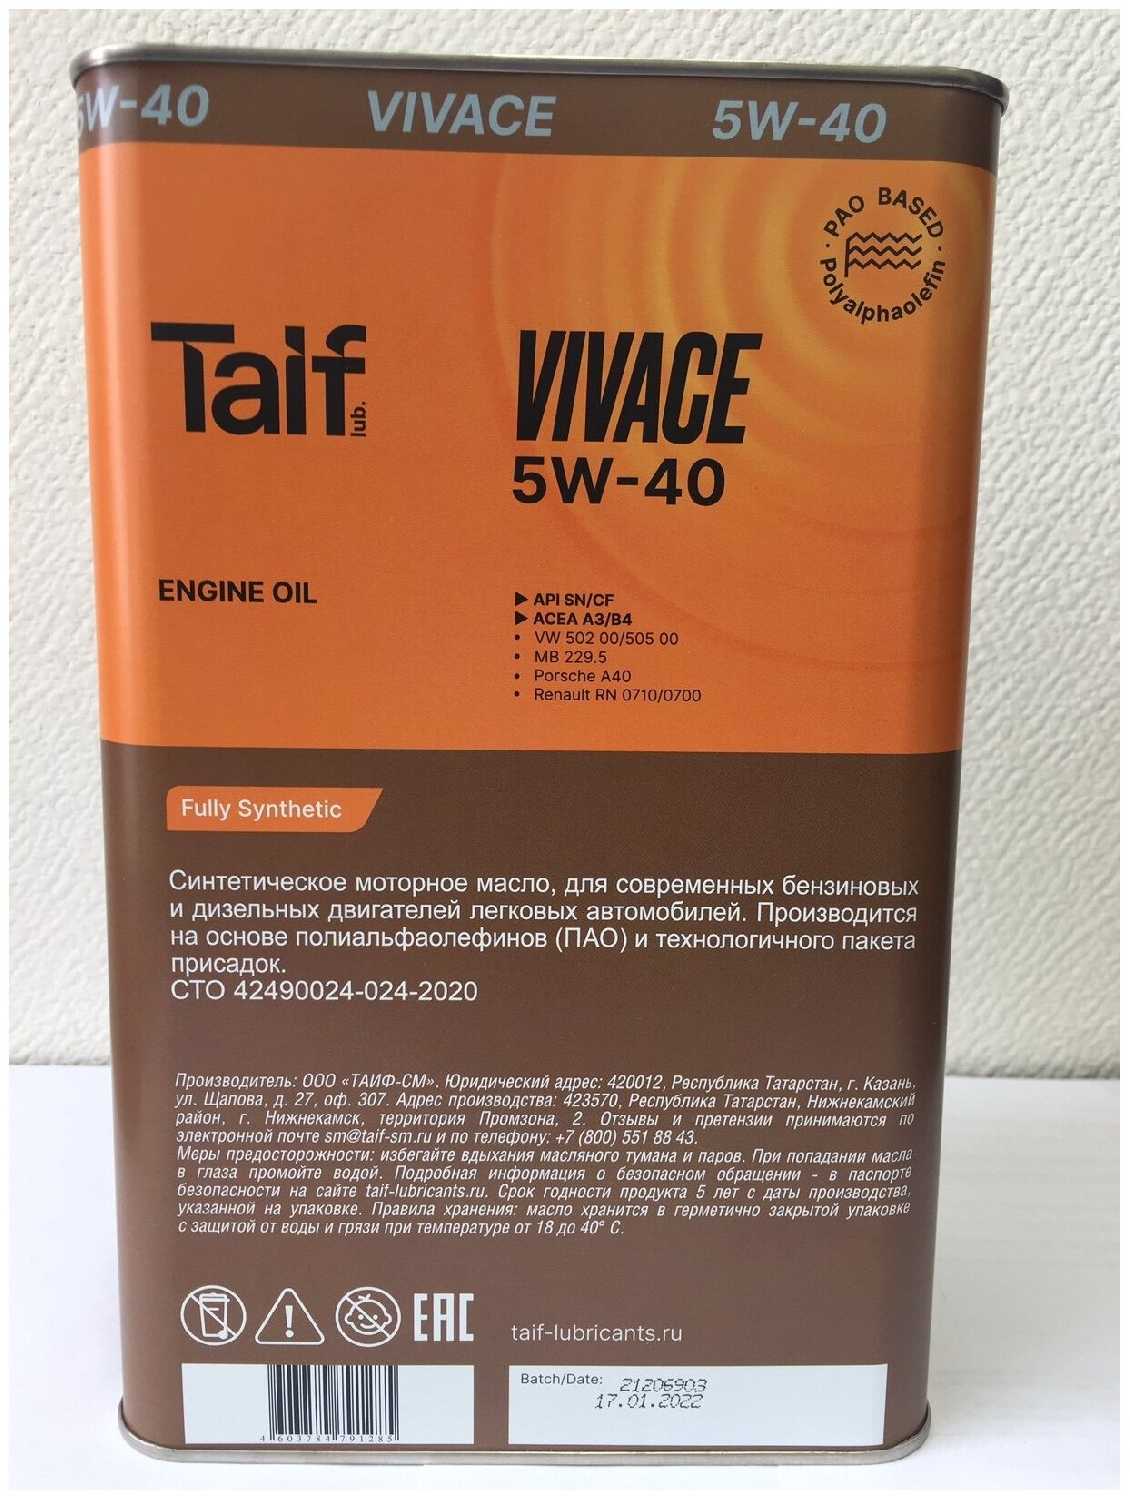 5W-40 VIVACE 5W-40
PAO BASED
Polyalphaolefin
Taif
lub.
VIVACE
5W-40
ENGINE OIL
API SN/CF
ACEA A3/B4
VW 502 00/505 00
MB 229.5
Porsche A40
Renault RN 0710/0700
Fully Synthetic
Синтетическое моторное масло, для современных бензиновых
и дизельных двигателей легковых автомобилей. Производится
на основе полиальфаолефинов (ПАО) и технологичного пакета
присадок.
СТО 42490024-024-2020
Производитель: ООО «ТАИФ-СМ». Юридический адрес: 420012, Республика Татарстан, г. Казань,
ул. Щапова, д. 27, оф. 307. Адрес производства: 423570, Республика Татарстан, Нижнекамский
район, г. Нижнекамск, территория Промзона, 2. Отзывы и претензии принимаются по
электронной почте sm@taif-sm.ru и по телефону: +7 (800) 551 88 43.
Меры предосторожности: избегайте вдыхания масляного тумана и паров. При попадании масла
в глаза промойте водой. Подробная информация о безопасном обращении - в паспорте
безопасности на сайте taif-lubricants.ru. Срок годности продукта 5 лет с даты производства,
указанной на упаковке. Правила хранения: масло хранится в герметично закрытой упаковке
с защитой от воды и грязи при температуре от 18 до 40° С.
EAC
taif-lubricants.ru
Batch/Date: 21206903
17.01.2022
4 603784 791285